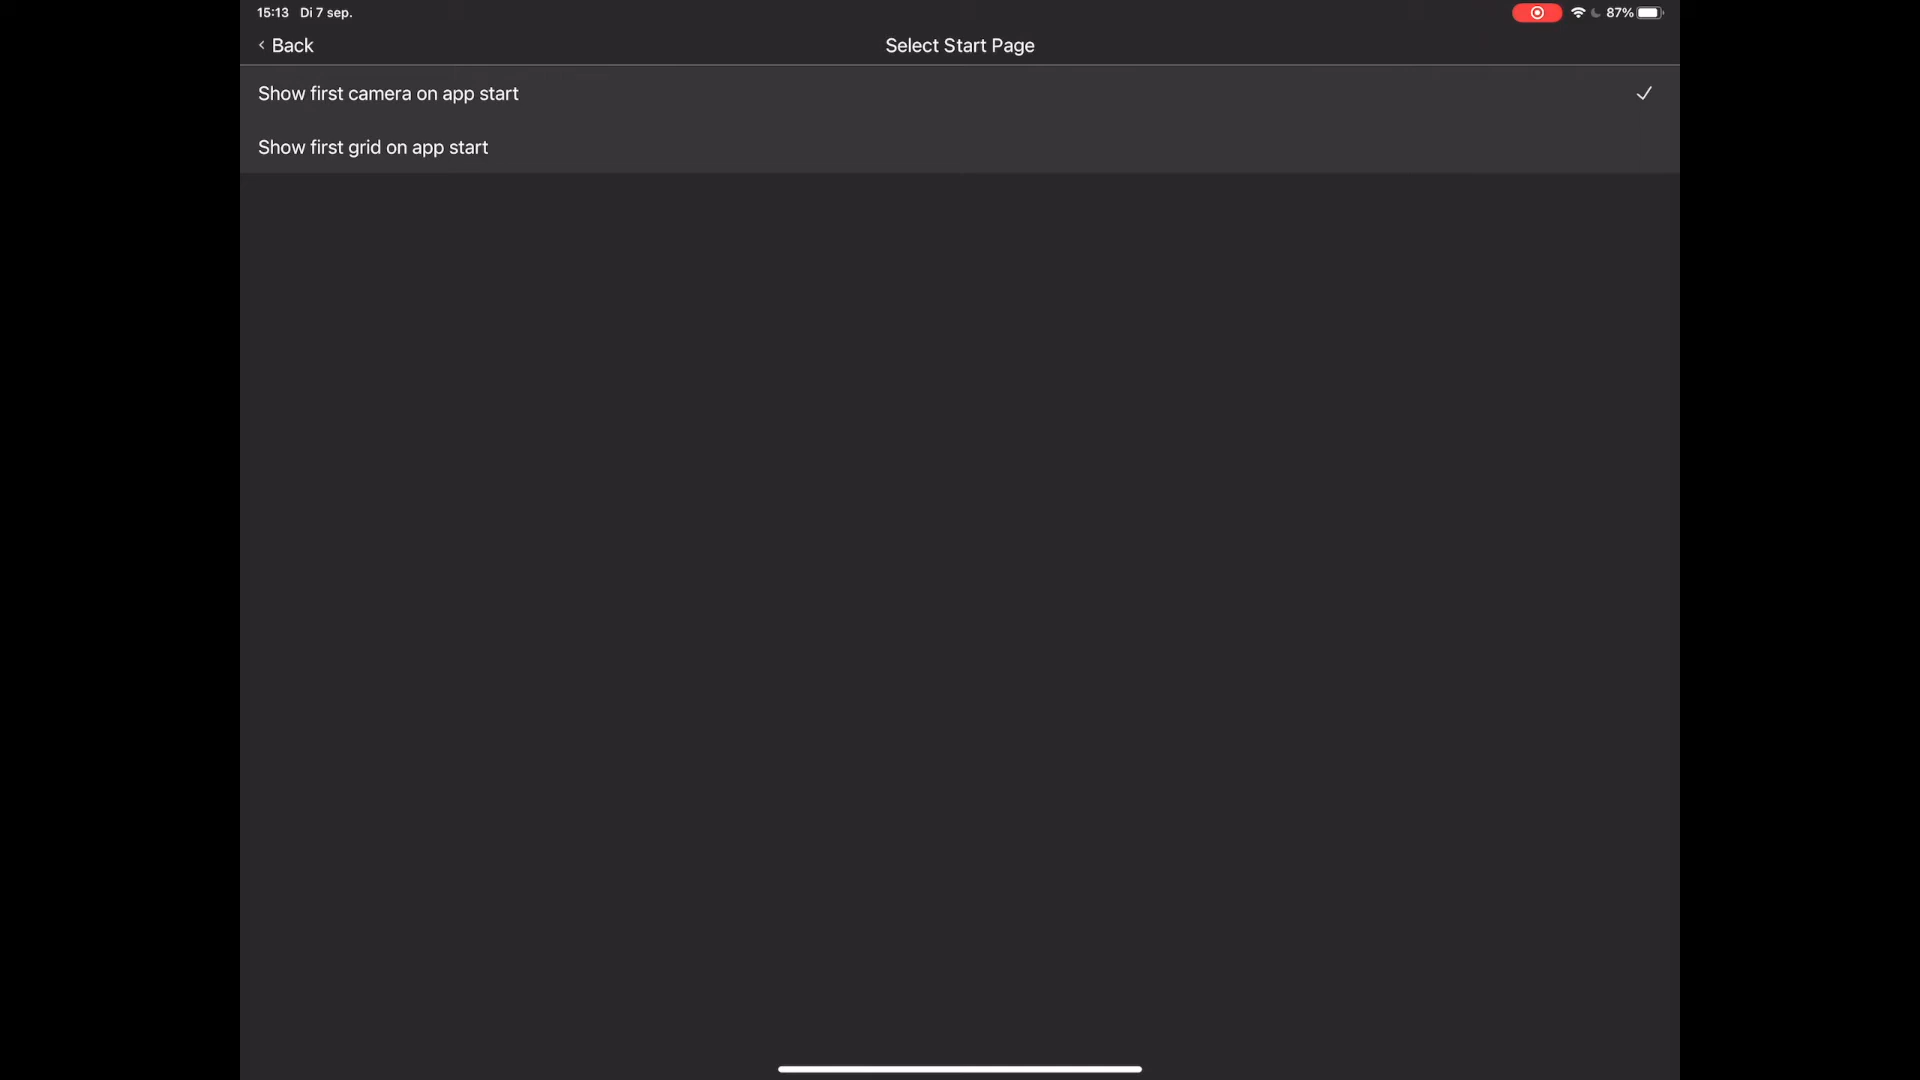 15:13 Di 7 sep.
87%
Back
Select Start Page
Show first camera on app start
Show first grid on app start